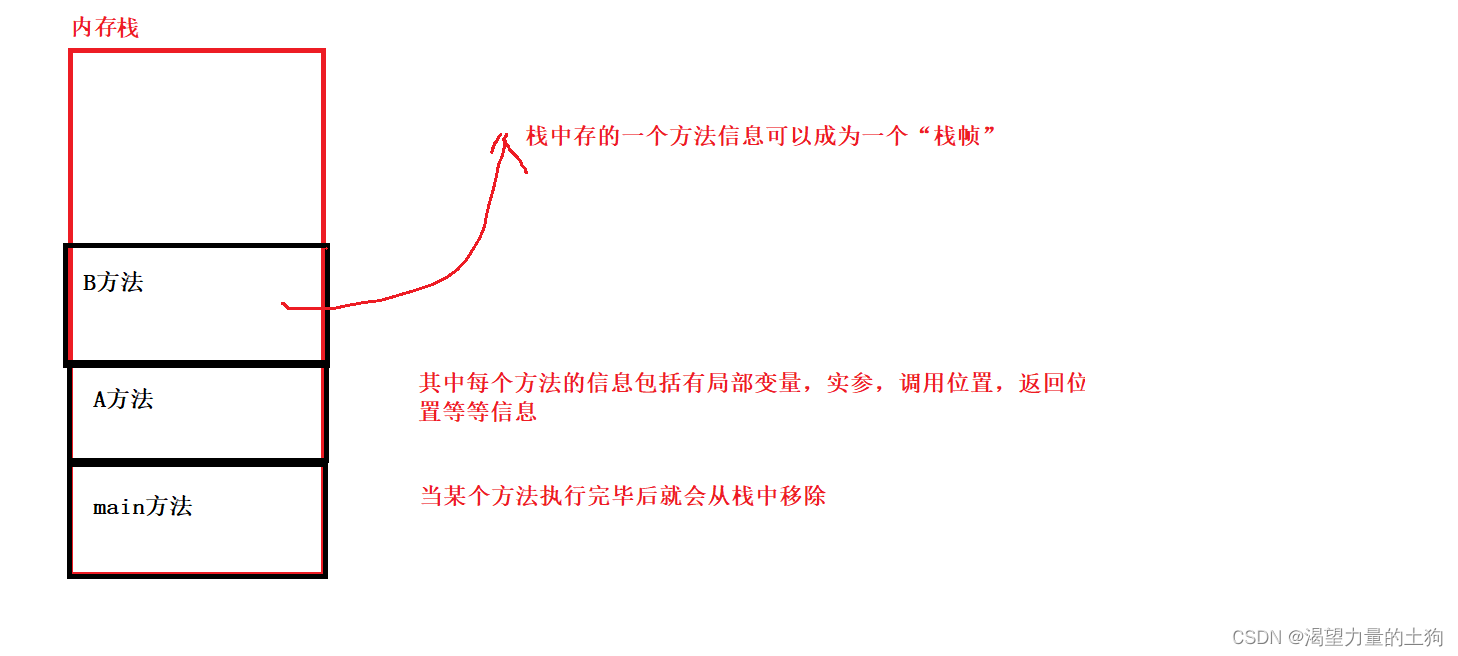 内存栈
栈中存的一个方法信息可以成为一个“栈帧”
B方法
其中每个方法的信息包括有局部变量，实参，调用位置，返回位
置等等信息
A方法
当某个方法执行完毕后就会从栈中移除
main方法
CSDN @渴望力量的土狗